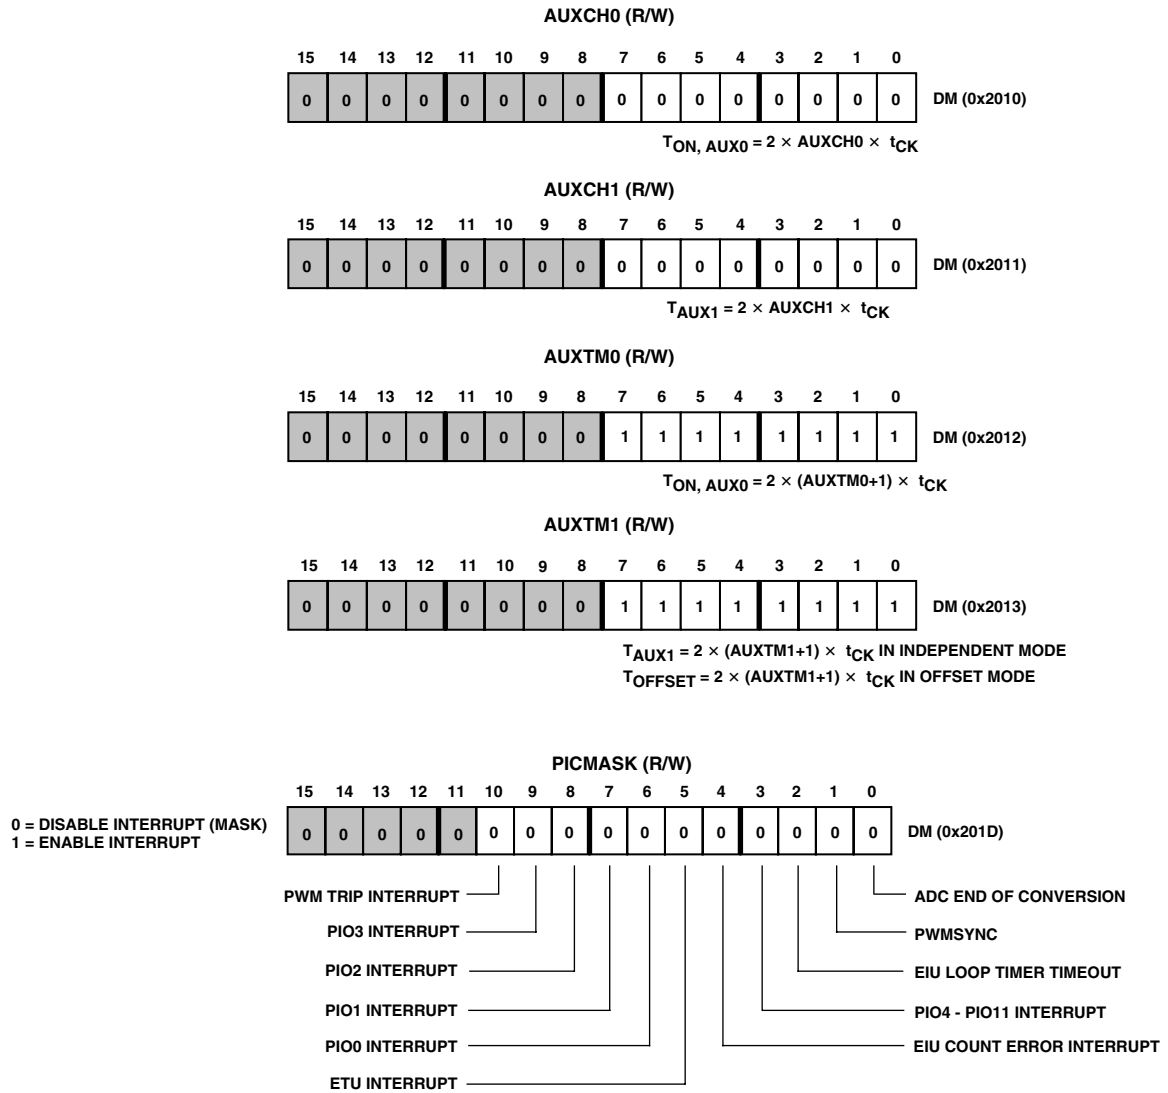 AUXCH0 (R/W)
15 14 13 12 11 10 9 8 7 6 5 4 3 2 1 0
0 0 0 0 0 0 0 0 0 0 0 0 0 0 0 0 DM (0x2010)
TON, AUX0 = 2 × AUXCH0 × tCK
AUXCH1 (R/W)
15 14 13 12 11 10 9 8 7 6 5 4 3 2 1 0
0 0 0 0 0 0 0 0 0 0 0 0 0 0 0 0 DM (0x2011)
TAUX1 = 2 × AUXCH1 × tCK
AUXTM0 (R/W)
15 14 13 12 11 10 9 8 7 6 5 4 3 2 1 0
0 0 0 0 0 0 0 0 1 1 1 1 1 1 1 1 DM (0x2012)
TON, AUX0 = 2 × (AUXTM0+1) × tCK
AUXTM1 (R/W)
15 14 13 12 11 10 9 8 7 6 5 4 3 2 1 0
0 0 0 0 0 0 0 0 1 1 1 1 1 1 1 1 DM (0x2013)
TAUX1 = 2 × (AUXTM1+1) × tCK IN INDEPENDENT MODE
TOFFSET = 2 × (AUXTM1+1) × tCK IN OFFSET MODE
PICMASK (R/W)
15 14 13 12 11 10 9 8 7 6 5 4 3 2 1 0
0 = DISABLE INTERRUPT (MASK)
1 = ENABLE INTERRUPT
0 0 0 0 0 0 0 0 0 0 0 0 0 0 0 0 DM (0x201D)
PWM TRIP INTERRUPT
PIO3 INTERRUPT
PIO2 INTERRUPT
PIO1 INTERRUPT
PIO0 INTERRUPT
ETU INTERRUPT
ADC END OF CONVERSION
PWMSYNC
EIU LOOP TIMER TIMEOUT
PIO4 - PIO11 INTERRUPT
EIU COUNT ERROR INTERRUPT